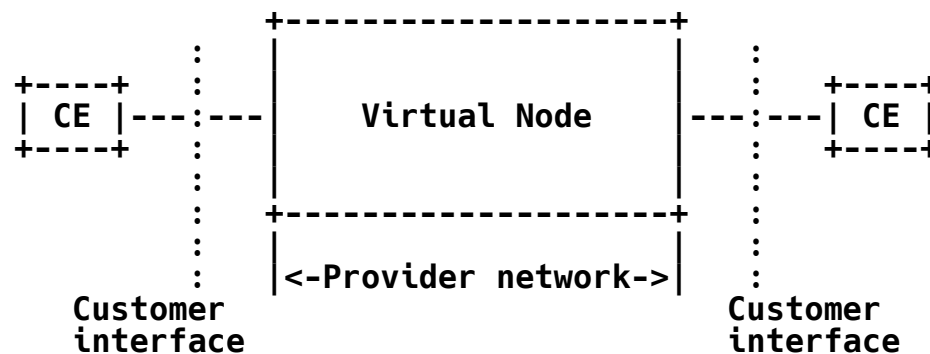 CE Virtual Node CE
<-Provider network->
Customer Customer
interface interface